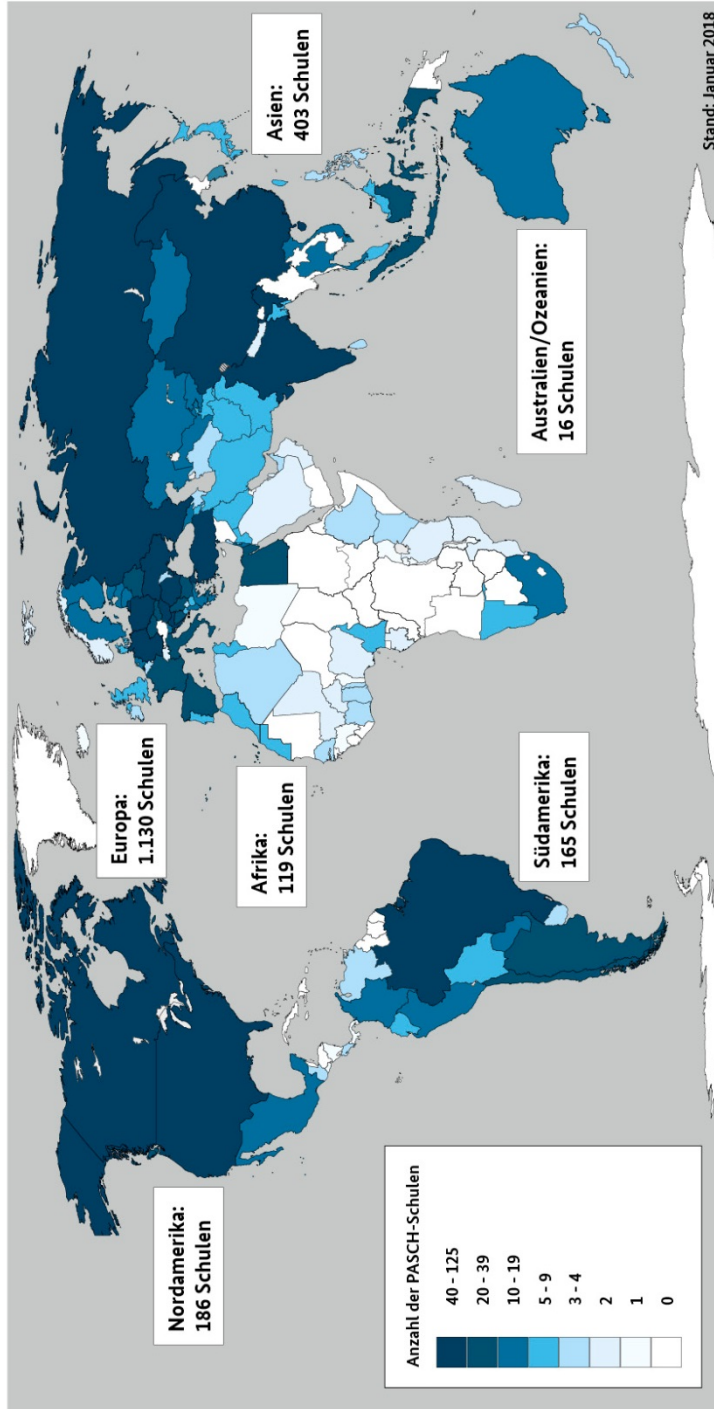 Nordamerika:
186 Schulen
Europa:
1.130 Schulen
Asien:
403 Schulen
Afrika:
119 Schulen
Südamerika:
165 Schulen
Australien/Ozeanien:
16 Schulen
Anzahl der PASCH-Schulen
40 - 125
20 - 39
10 - 19
5 - 9
3 - 4
2
1
0
Stand: Januar 2018